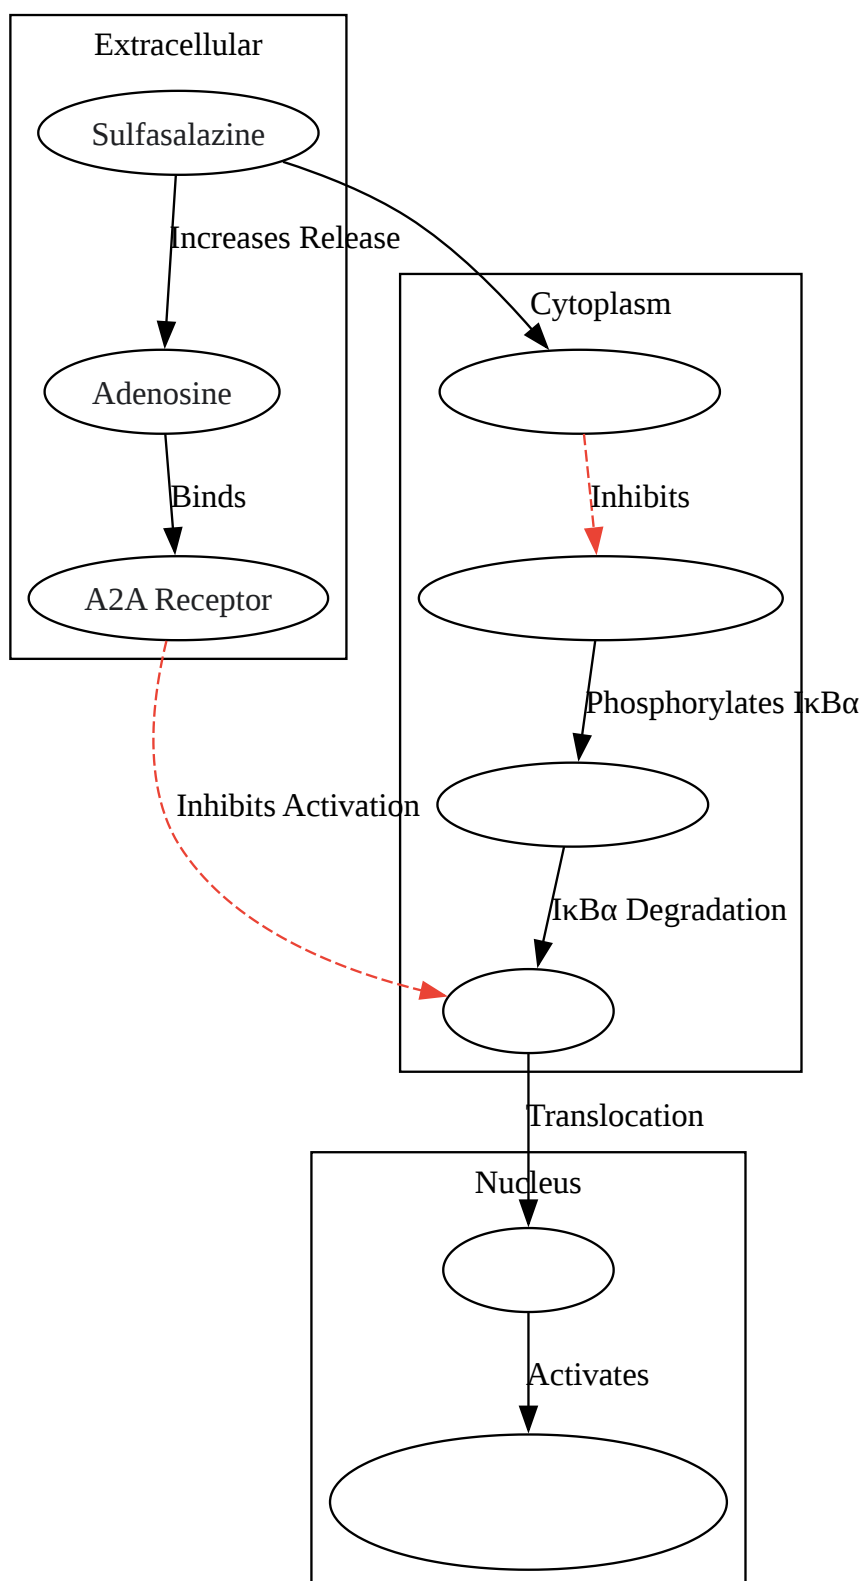 Extracellular
Sulfasalazine
Increases Release
Cytoplasm
Adenosine
Binds
Inhibits
A2A Receptor
Phosphorylates IκBα
Inhibits Activation
IκBα Degradation
Translocation
Nucleus
Activates